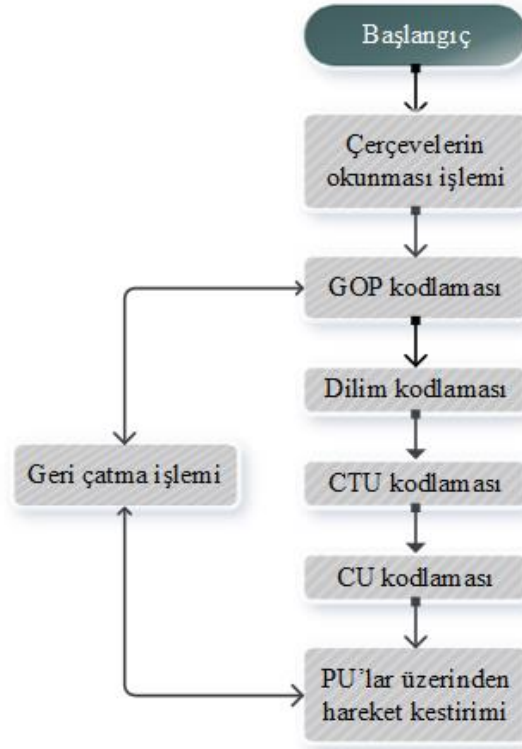 Başlangıç
Çerçevelerin
okunması işlemi
GOP kodlaması
Dilim kodlaması
Geri çatma işlemi
CTU kodlaması
CU kodlaması
PU’lar üzerinden
hareket kestirimi